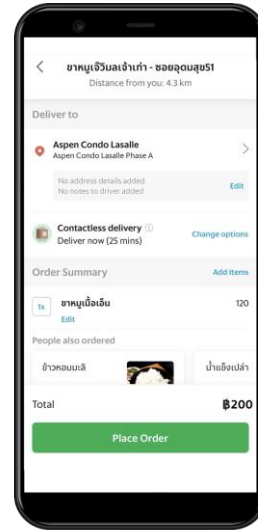 ขาหมูเจ๊วิมลเจ้าเก่า - ซอยอุดมสุข51
Distance from you: 4.3 km
Deliver to
Aspen Condo Lasalle
Aspen Condo Lasalle Phase A
No address details added
No notes to driver added
Edit
Contactless delivery
Deliver now (25 mins)
Change options
Order Summary
Add Items
1x
ขาหมูเนื้อเอ็น
120
Edit
People also ordered
ข้าวหอมมะลิ
น้ำแข็งเปล่า
Total
฿200
Place Order